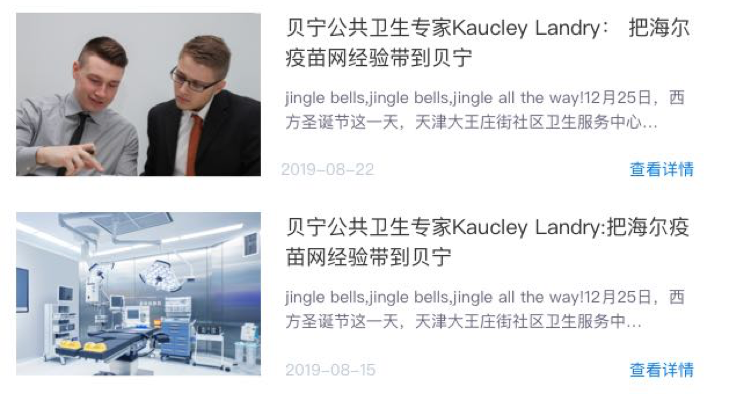 贝宁公共卫生专家Kaucley Landry： 把海尔
疫苗网经验带到贝宁
jingle bells,jingle bells,jingle all the way!12月25日，西
方圣诞节这一天，天津大王庄街社区卫生服务中心...
2019-08-22
查看详情
贝宁公共卫生专家Kaucley Landry:把海尔疫
苗网经验带到贝宁
jingle bells,jingle bells,jingle all the way!12月25日，西
方圣诞节这一天，天津大王庄街社区卫生服务中...
2019-08-15
查看详情